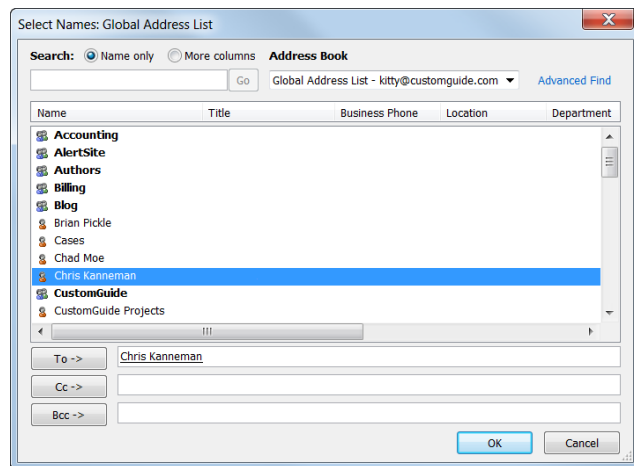 Select Names: Global Address List
Search: Name only More columns Address Book
Go Global Address List - kitty@customguide.com Advanced Find
Name Title Business Phone Location Department
Accounting
AlertSite
Authors
Billing
Blog
Brian Pickle
Cases
Chad Moe
Chris Kanneman
CustomGuide
CustomGuide Projects
To -> Chris Kanneman
Cc ->
Bcc ->
OK Cancel